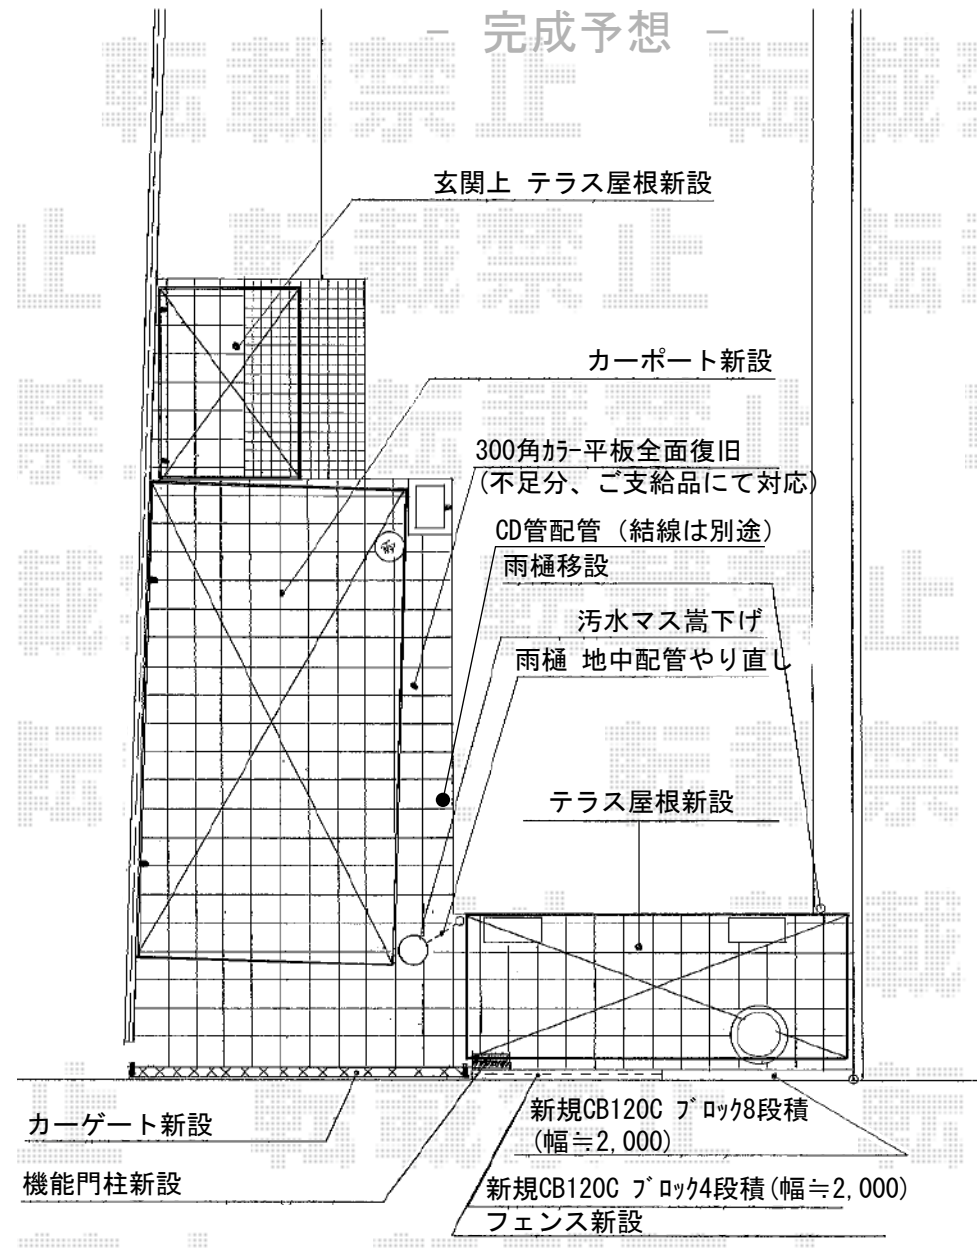 - 完成予想 -
玄関上 テラス屋根新設
カーポート新設
300角カラー平板全面復旧
(不足分、ご支給品にて対応)
CD管配管 (結線は別途)
雨樋移設
汚水マス嵩下げ
雨樋 地中配管やり直し
テラス屋根新設
カーゲート新設
機能門柱新設
新規CB120C ブロック8段積
(幅≒2,000)
新規CB120C ブロック4段積(幅≒2,000)
フェンス新設
転載禁止